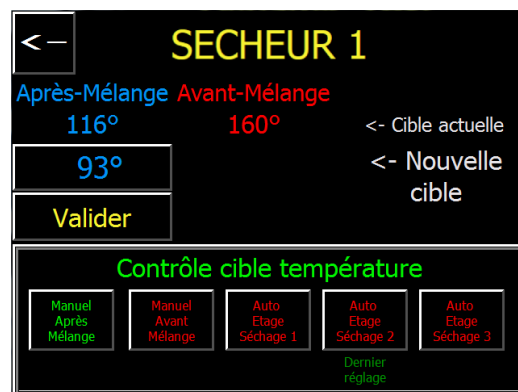 <-
SECHEUR 1
Après-Mélange Avant-Mélange
116° 160° <- Cible actuelle
93° <- Nouvelle
cible
Valider
Contrôle cible température
Manuel Manuel Auto Auto Auto
Après Avant Etage Etage Etage
Mélange Mélange Séchage 1 Séchage 2 Séchage 3
Dernier
réglage